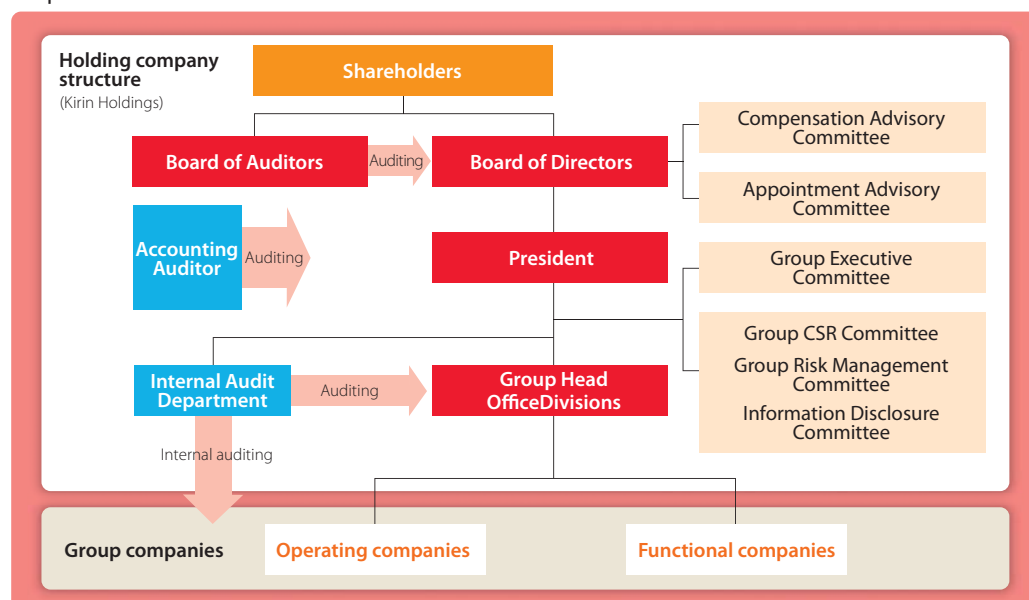 Holding company
structure
(Kirin Holdings)
Shareholders
Board of Auditors
Auditing
Board of Directors
Compensation Advisory
Committee
Appointment Advisory
Committee
Accounting
Auditor
Auditing
President
Group Executive
Committee
Group CSR Committee
Group Risk Management
Committee
Information Disclosure
Committee
Internal Audit
Department
Auditing
Group Head
OfficeDivisions
Internal auditing
Group companies
Operating companies
Functional companies